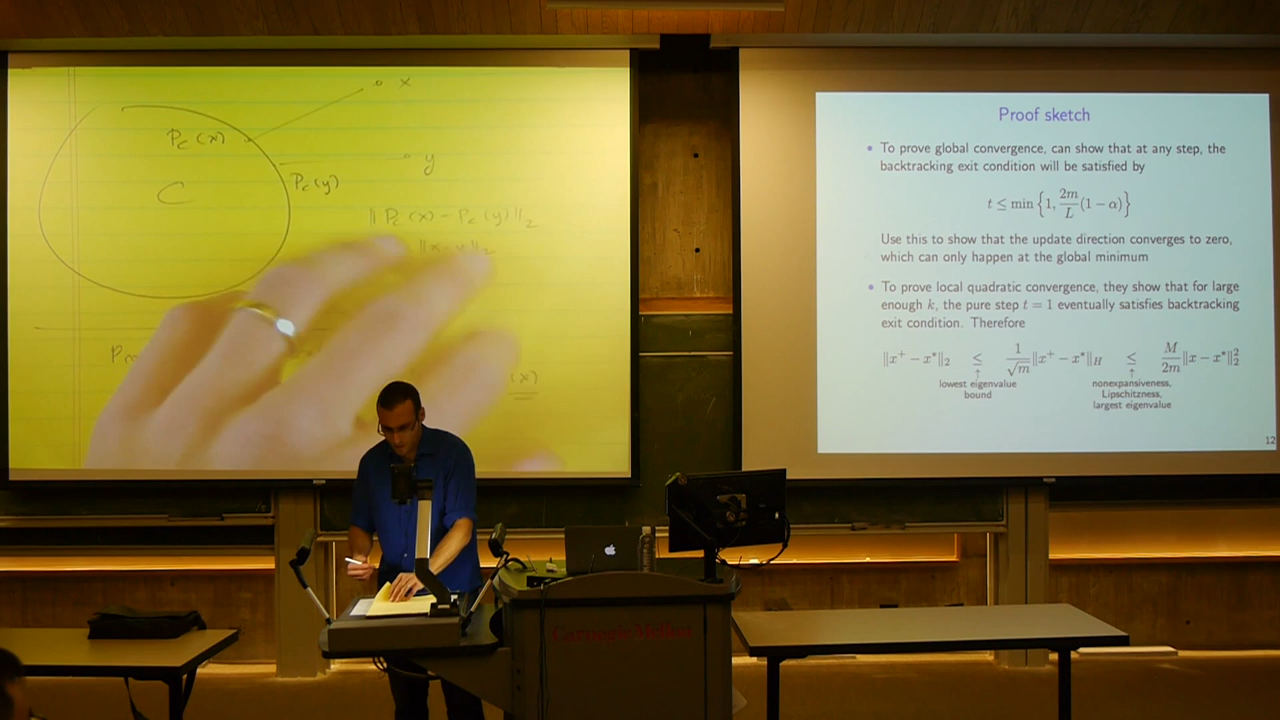 x
P_C(x)
y
C
P_C(y)
‖P_C(x) − P_C(y)‖_2
‖x−y‖_2
(x)
Proof sketch
• To prove global convergence, can show that at any step, the
backtracking exit condition will be satisfied by
t ≤ min{1, 2m/L (1 − α)}
Use this to show that the update direction converges to zero,
which can only happen at the global minimum
• To prove local quadratic convergence, they show that for large
enough k, the pure step t = 1 eventually satisfies backtracking
exit condition. Therefore
‖x⁺ − x*‖₂ ≤ 1/√m ‖x⁺ − x*‖_H ≤ M/2m ‖x − x*‖₂²
↑ ↑
lowest eigenvalue
bound
nonexpansiveness,
Lipschitzness,
largest eigenvalue
12
Carnegie Mellon